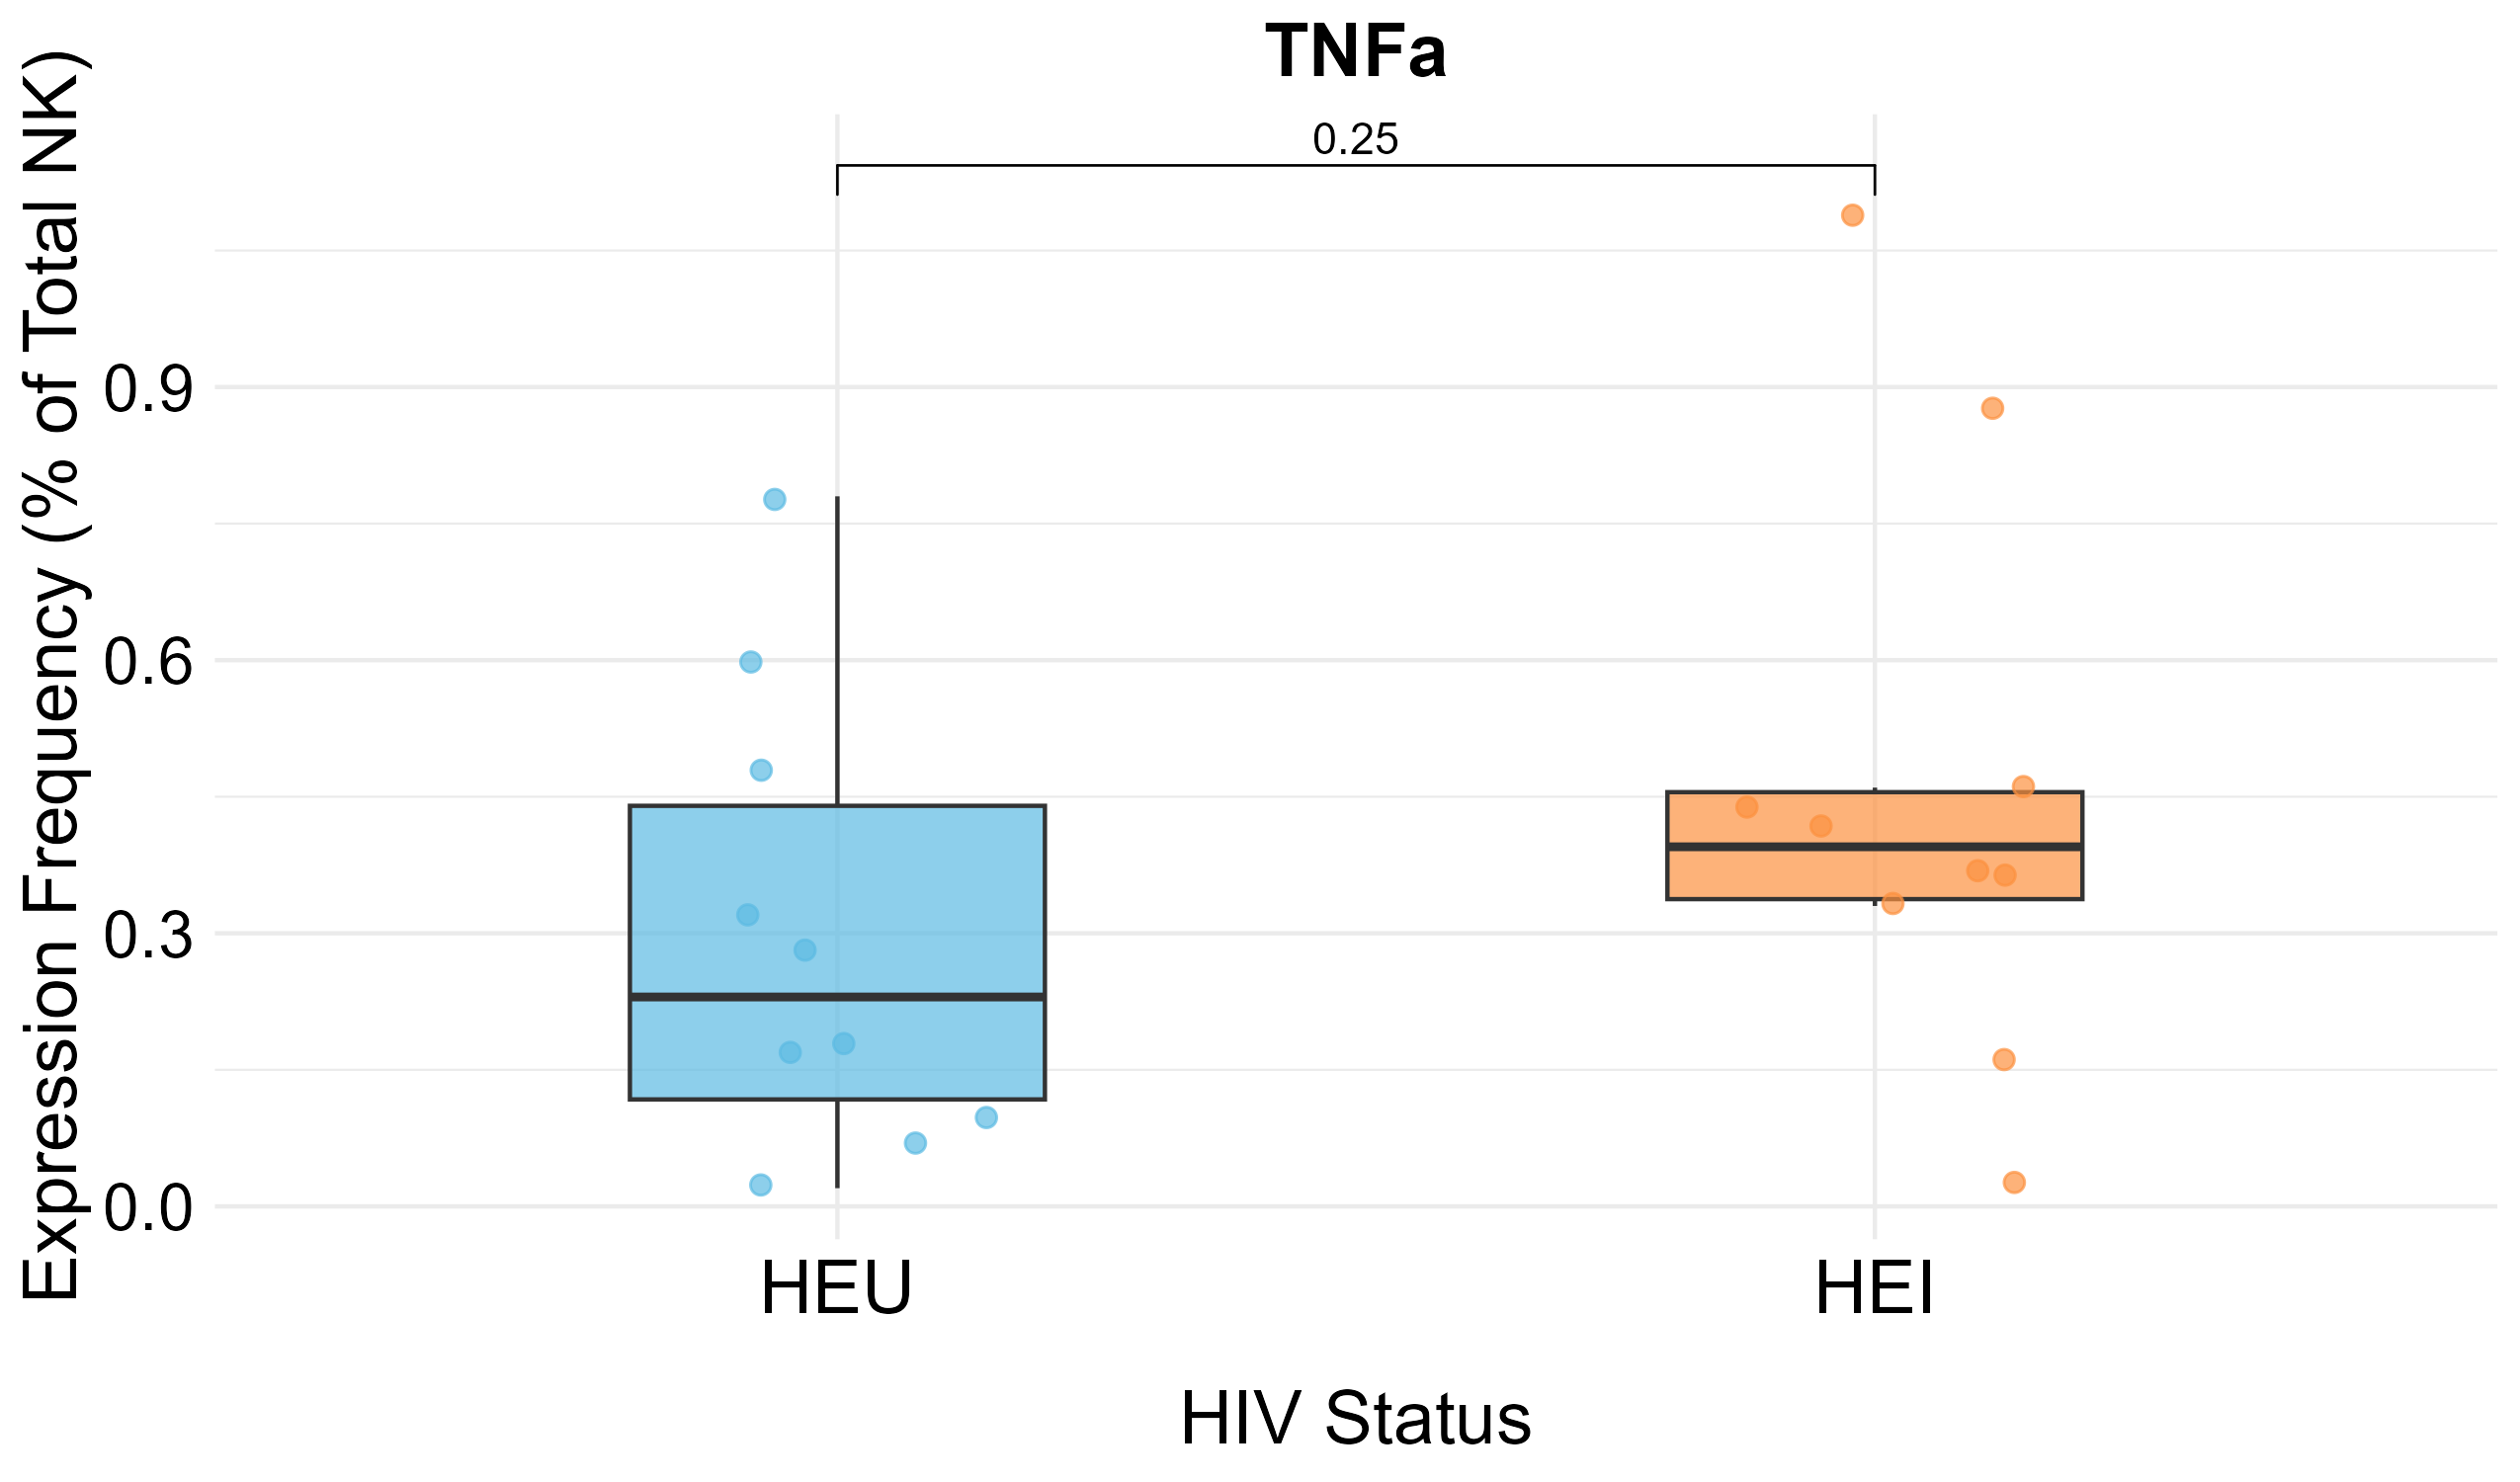 TNFa
0.25
Expression Frequency (% of Total NK)
0.9
0.6
0.3
0.0
HEU
HEI
HIV Status